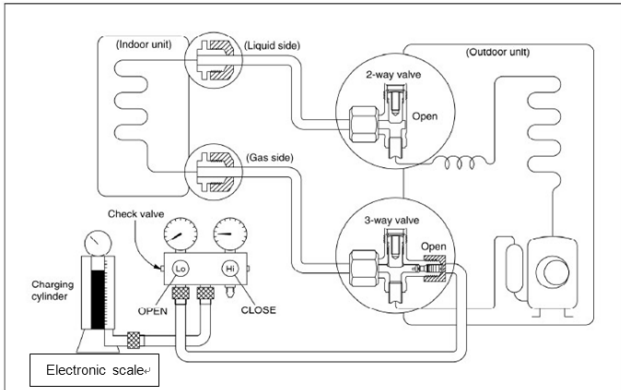 (Indoor unit)
(Liquid side)
(Outdoor unit)
2-way valve
Open
(Gas side)
3-way valve
Open
Check valve
Lo
Hi
Charging
cylinder
OPEN
CLOSE
Electronic scale